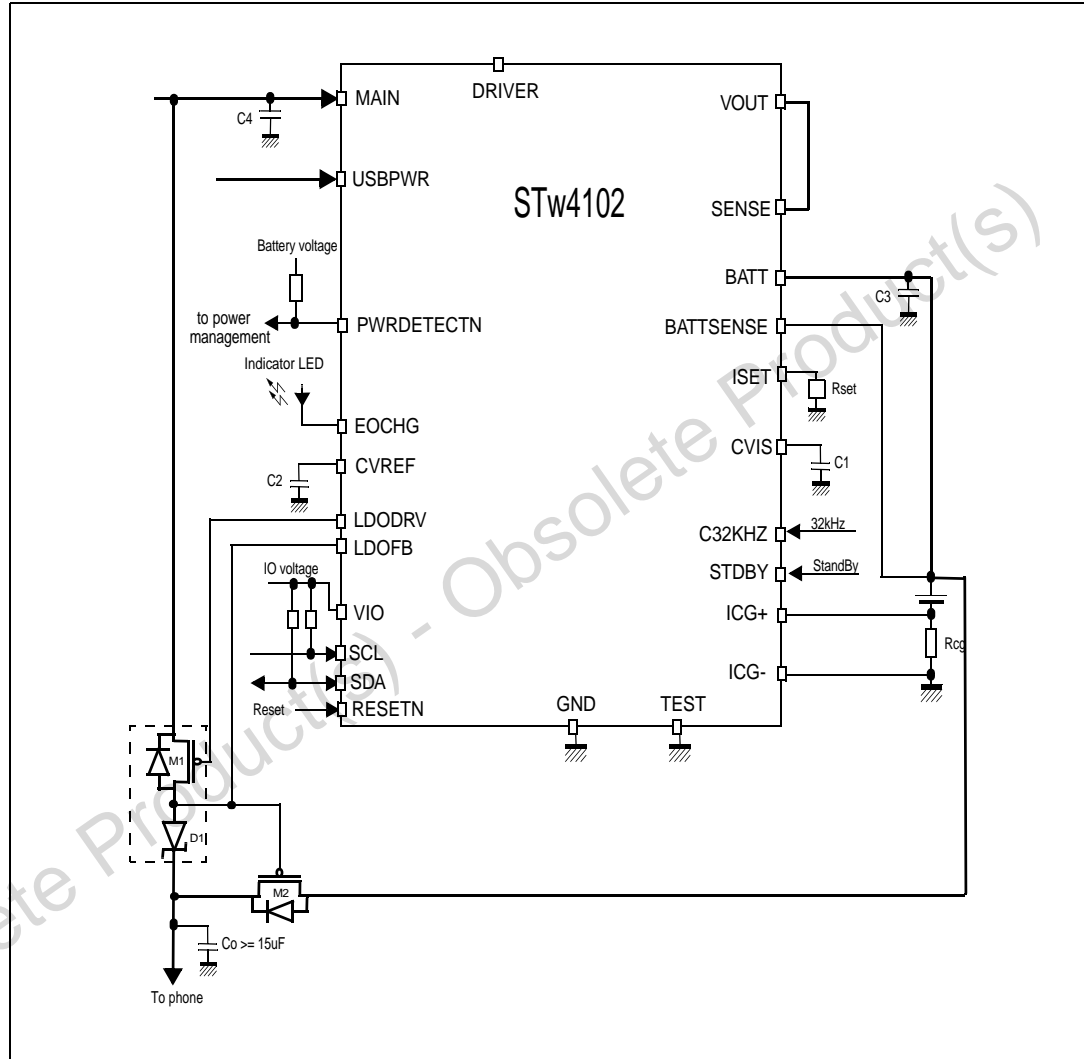 DRIVER
MAIN
VOUT
C4
USBPWR
STw4102
SENSE
Battery voltage
BATT
C3
to power
management
PWRDETECTN
BATTSENSE
Indicator LED
ISET
Rset
EOCHG
CVIS
C1
CVREF
C2
LDODRV
LDOFB
C32KHZ
32kHz
IO voltage
STDBY
StandBy
VIO
ICG+
SCL
Rcg
SDA
ICG-
Reset
RESETN
GND
TEST
M1
D1
M2
Co >= 15uF
To phone
Obsolete Product(s)
ete Product(s) - Obsolete Product(s)